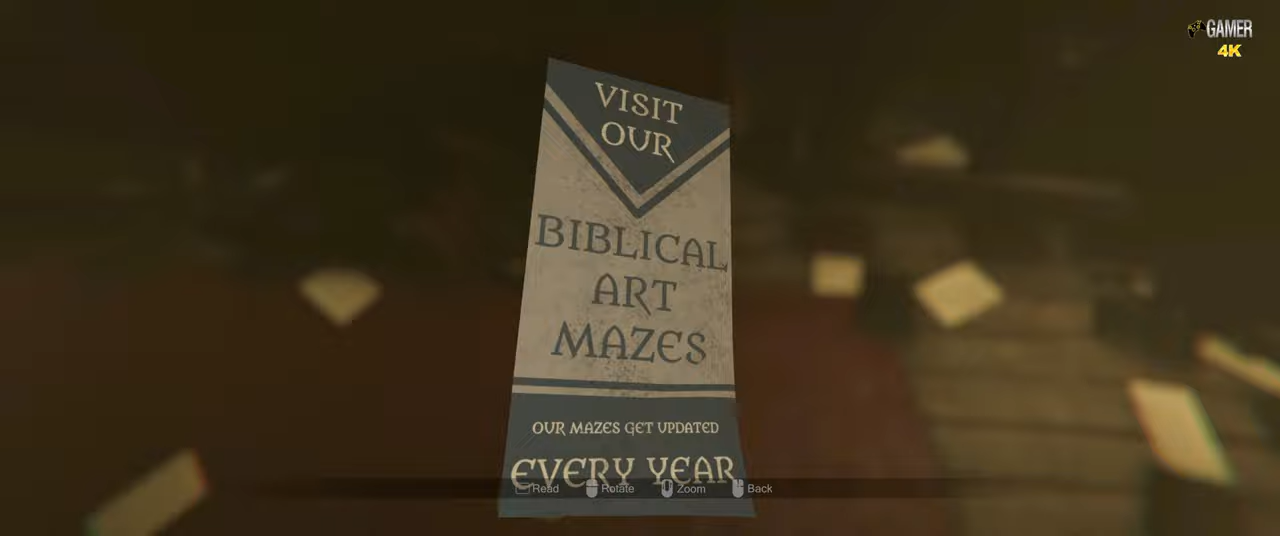 GAMER
4K
VISIT
OUR
BIBLICAL
ART
MAZES
OUR MAZES GET UPDATED
EVERY YEAR
Read Rotate Zoom Back